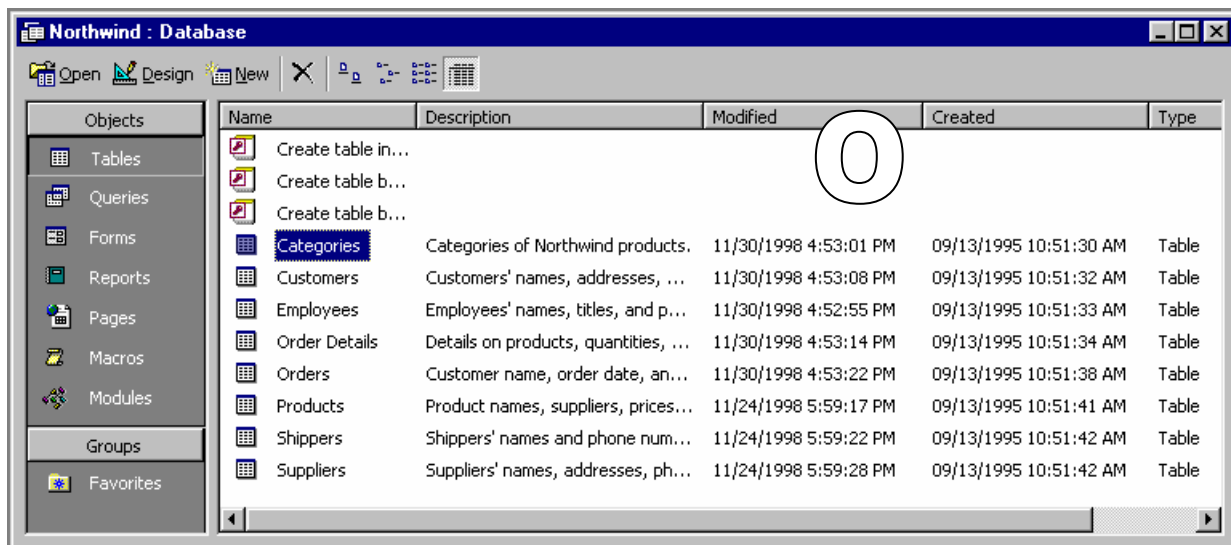 Northwind : Database
Open Design New
Objects
Tables
Queries
Forms
Reports
Pages
Macros
Modules
Groups
Favorites
Name Description Modified Created Type
O
Create table in...
Create table b...
Create table b...
Categories Categories of Northwind products. 11/30/1998 4:53:01 PM 09/13/1995 10:51:30 AM Table
Customers Customers' names, addresses, ... 11/30/1998 4:53:08 PM 09/13/1995 10:51:32 AM Table
Employees Employees' names, titles, and p... 11/30/1998 4:52:55 PM 09/13/1995 10:51:33 AM Table
Order Details Details on products, quantities, ... 11/30/1998 4:53:14 PM 09/13/1995 10:51:34 AM Table
Orders Customer name, order date, an... 11/30/1998 4:53:22 PM 09/13/1995 10:51:38 AM Table
Products Product names, suppliers, prices... 11/24/1998 5:59:17 PM 09/13/1995 10:51:41 AM Table
Shippers Shippers' names and phone num... 11/24/1998 5:59:22 PM 09/13/1995 10:51:42 AM Table
Suppliers Suppliers' names, addresses, ph... 11/24/1998 5:59:28 PM 09/13/1995 10:51:42 AM Table